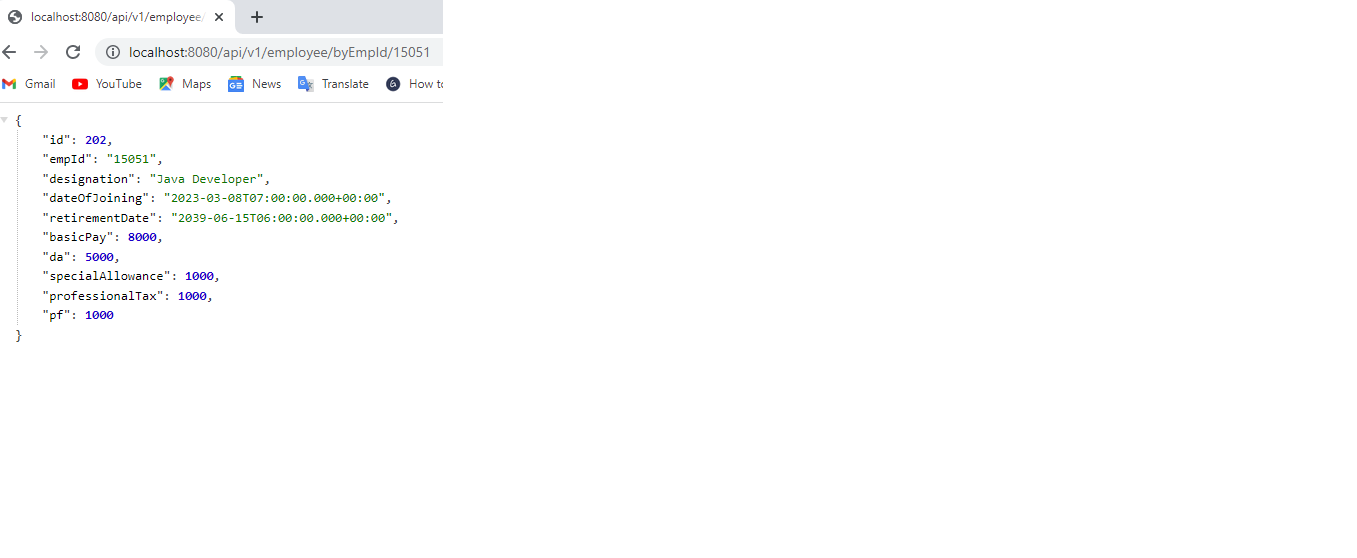 localhost:8080/api/v1/employee/
localhost:8080/api/v1/employee/byEmpId/15051
Gmail YouTube Maps News Translate How to
{
"id": 202,
"empId": "15051",
"designation": "Java Developer",
"dateOfJoining": "2023-03-08T07:00:00.000+00:00",
"retirementDate": "2039-06-15T06:00:00.000+00:00",
"basicPay": 8000,
"da": 5000,
"specialAllowance": 1000,
"professionalTax": 1000,
"pf": 1000
}